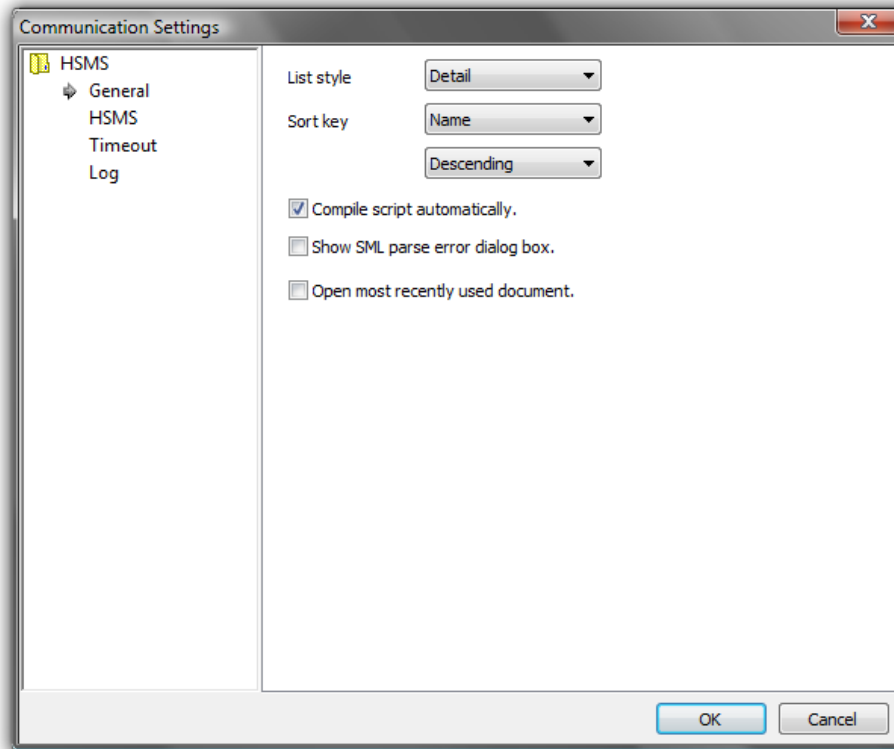 Communication Settings
HSMS
General
HSMS
Timeout
Log
List style
Detail
Sort key
Name
Descending
Compile script automatically.
Show SML parse error dialog box.
Open most recently used document.
OK
Cancel